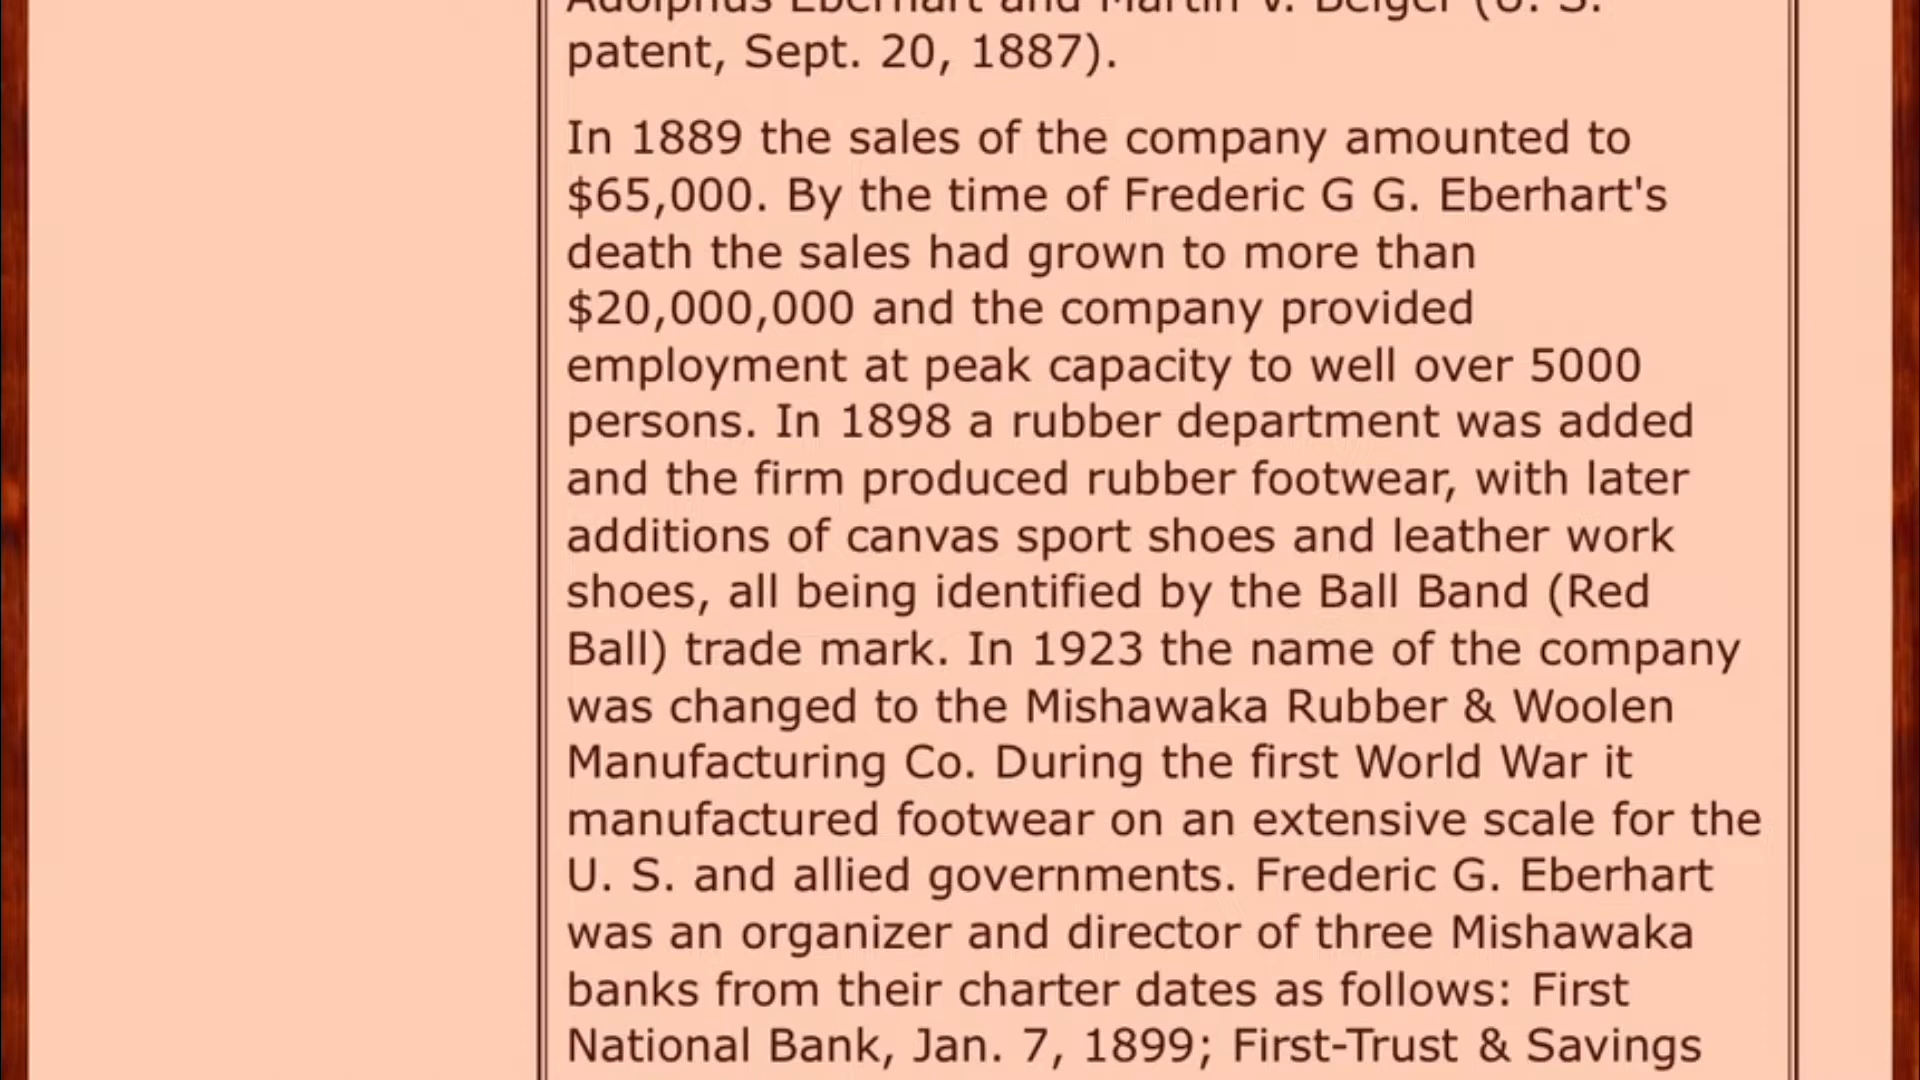 Adolphus Eberhart and Martin V. Beiger (U. S.
patent, Sept. 20, 1887).
In 1889 the sales of the company amounted to
$65,000. By the time of Frederic G G. Eberhart's
death the sales had grown to more than
$20,000,000 and the company provided
employment at peak capacity to well over 5000
persons. In 1898 a rubber department was added
and the firm produced rubber footwear, with later
additions of canvas sport shoes and leather work
shoes, all being identified by the Ball Band (Red
Ball) trade mark. In 1923 the name of the company
was changed to the Mishawaka Rubber & Woolen
Manufacturing Co. During the first World War it
manufactured footwear on an extensive scale for the
U. S. and allied governments. Frederic G. Eberhart
was an organizer and director of three Mishawaka
banks from their charter dates as follows: First
National Bank, Jan. 7, 1899; First-Trust & Savings